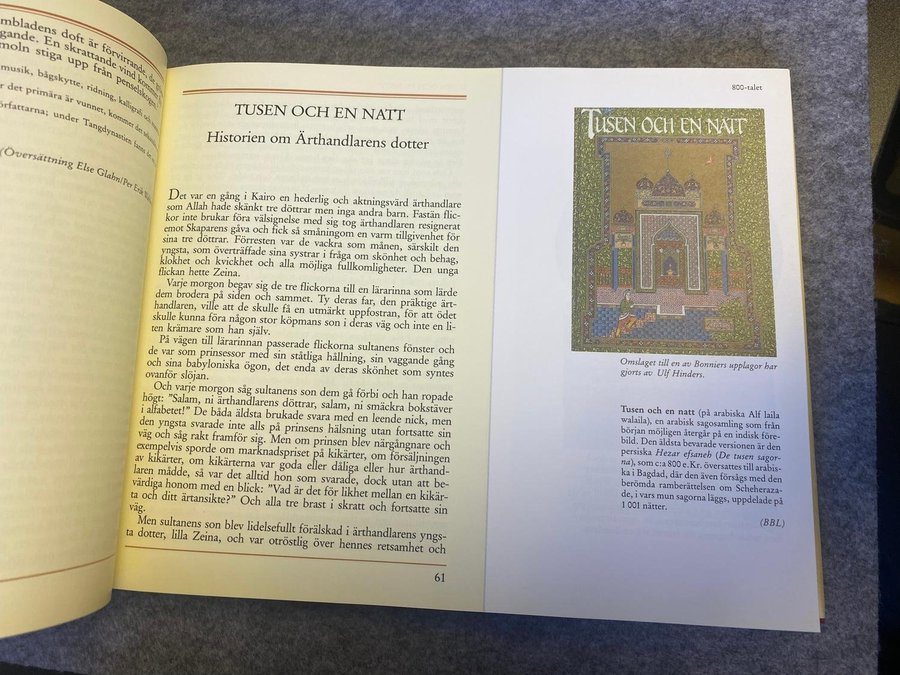 mbladens doft är förvirrande, de
gande. En skrattande vind kommer
moln stiga upp från penselskogen.
musik, bågskytte, ridning, kalligrafi och
r det primära är vunnet, kommer det
författarna; under Tangdynastien fanns det
(Översättning Else Glahn/Per Erik
TUSEN OCH EN NATT
Historien om Ärthandlarens dotter
Det var en gång i Kairo en hederlig och aktningsvärd ärthandlare
som Allah hade skänkt tre döttrar men inga andra barn. Fastän flic-
kor inte brukar föra välsignelse med sig tog ärthandlaren resignerat
emot Skaparens gåva och fick så småningom en varm tillgivenhet för
sina tre döttrar. Förresten var de vackra som månen, särskilt den
yngsta, som överträffade sina systrar i fråga om skönhet och behag,
klokhet och kvickhet och alla möjliga fullkomligheter. Den unga
flickan hette Zeina.
Varje morgon begav sig de tre flickorna till en lärarinna som lärde
dem brodera på siden och sammet. Ty deras far, den präktige ärt-
handlaren, ville att de skulle få en utmärkt uppfostran, för att ödet
skulle kunna föra någon stor köpmans son i deras väg och inte en li-
ten krämare som han själv.
På vägen till lärarinnan passerade flickorna sultanens fönster och
de var som prinsessor med sin ståtliga hållning, sin vaggande gång
och sina babyloniska ögon, det enda av deras skönhet som syntes
ovanför slöjan.
Och varje morgon såg sultanens son dem gå förbi och han ropade
högt: ”Salam, ni ärthandlarens döttrar, salam, ni smäckra bokstäver
i alfabetet!” De båda äldsta brukade svara med en leende nick, men
den yngsta svarade inte alls på prinsens hälsning utan fortsatte sin
väg och såg rakt framför sig. Men om prinsen blev närgångnare och
exempelvis sporde om marknadspriset på kikärter, om försäljningen
av kikärter, om kikärterna var goda eller dåliga eller hur ärthand-
laren mådde, så var det alltid hon som svarade, dock utan att be-
värdiga honom med en blick: ”Vad är det för likhet mellan en kikär-
ta och ditt ärtansikte?” Och alla tre brast i skratt och fortsatte sin
väg.
Men sultanens son blev lidelsefullt förälskad i ärthandlarens yngs-
ta dotter, lilla Zeina, och var otröstlig över hennes retsamhet och
61
800-talet
TUSEN OCH EN NATT
Omslaget till en av Bonniers upplagor har
gjorts av Ulf Hinders.
Tusen och en natt (på arabiska Alf laila
walaila), en arabisk sagosamling som från
början möjligen återgår på en indisk före-
bild. Den äldsta bevarade versionen är den
persiska Hezar efsaneh (De tusen sagor-
na), som c:a 800 e.Kr. översattes till arabis-
ka i Bagdad, där den även försågs med den
berömda ramberättelsen om Scheheraza-
de, i vars mun sagorna läggs, uppdelade på
1 001 nätter.
(BBL)